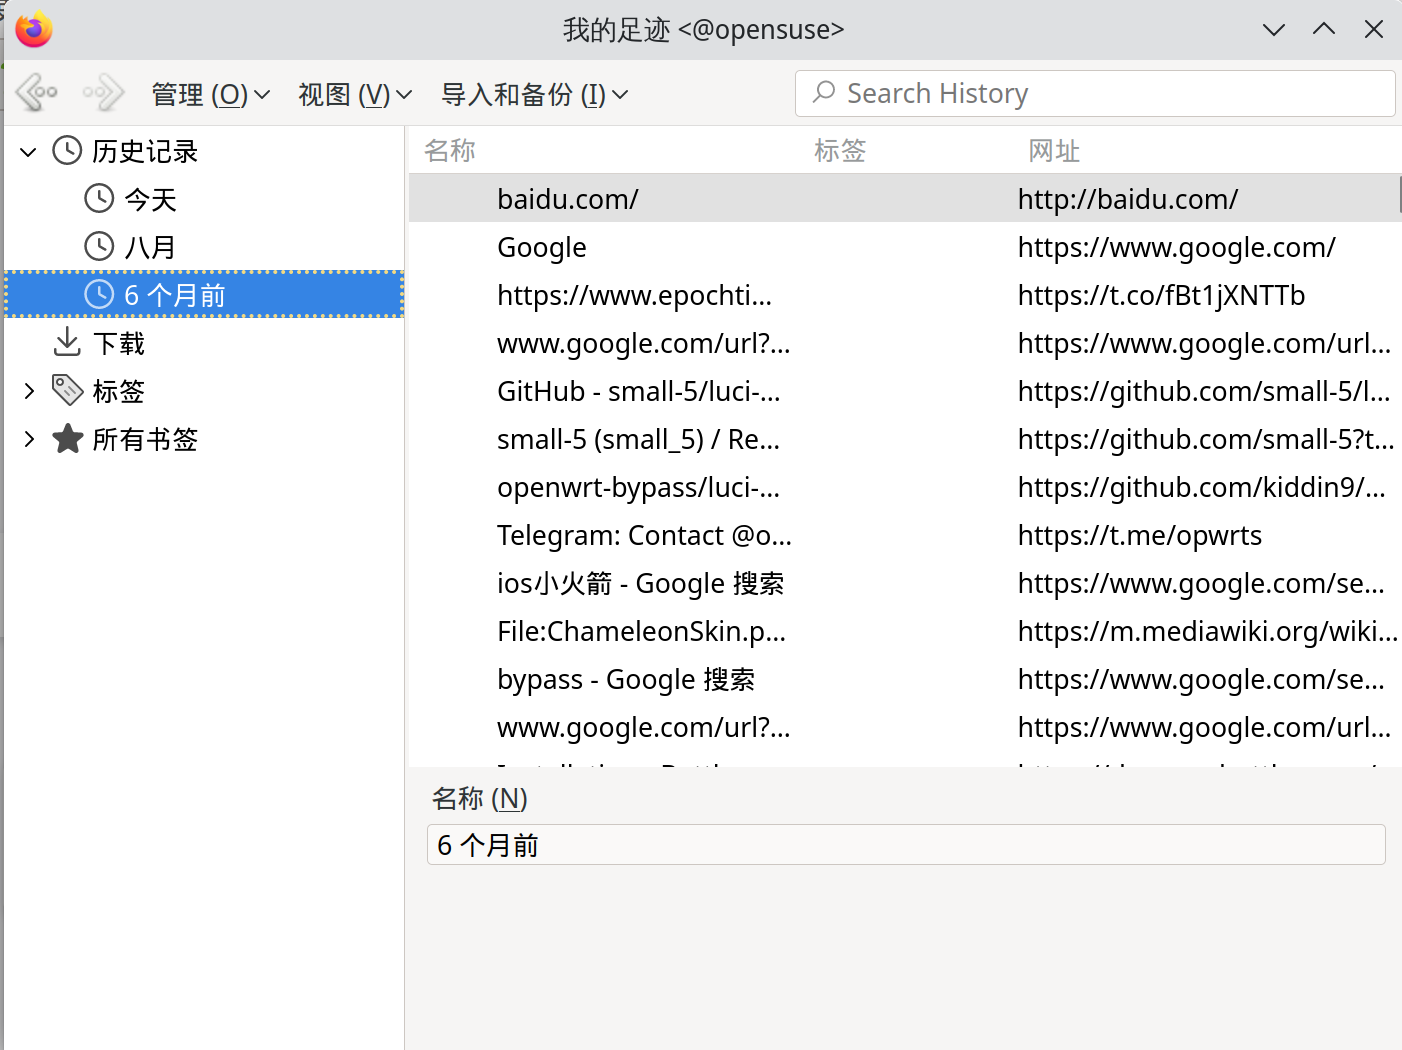 我的足迹 <@opensuse>
管理 (O) 视图 (V) 导入和备份 (I) Search History
历史记录
今天
八月
6 个月前
下载
标签
所有书签
名称 标签 网址
baidu.com/ http://baidu.com/
Google https://www.google.com/
https://www.epochti... https://t.co/fBt1jXNTTb
www.google.com/url?... https://www.google.com/url...
GitHub - small-5/luci-... https://github.com/small-5/l...
small-5 (small_5) / Re... https://github.com/small-5?t...
openwrt-bypass/luci-... https://github.com/kiddin9/...
Telegram: Contact @o... https://t.me/opwrts
ios小火箭 - Google 搜索 https://www.google.com/se...
File:ChameleonSkin.p... https://m.mediawiki.org/wiki...
bypass - Google 搜索 https://www.google.com/se...
www.google.com/url?... https://www.google.com/url...
名称 (N)
6 个月前